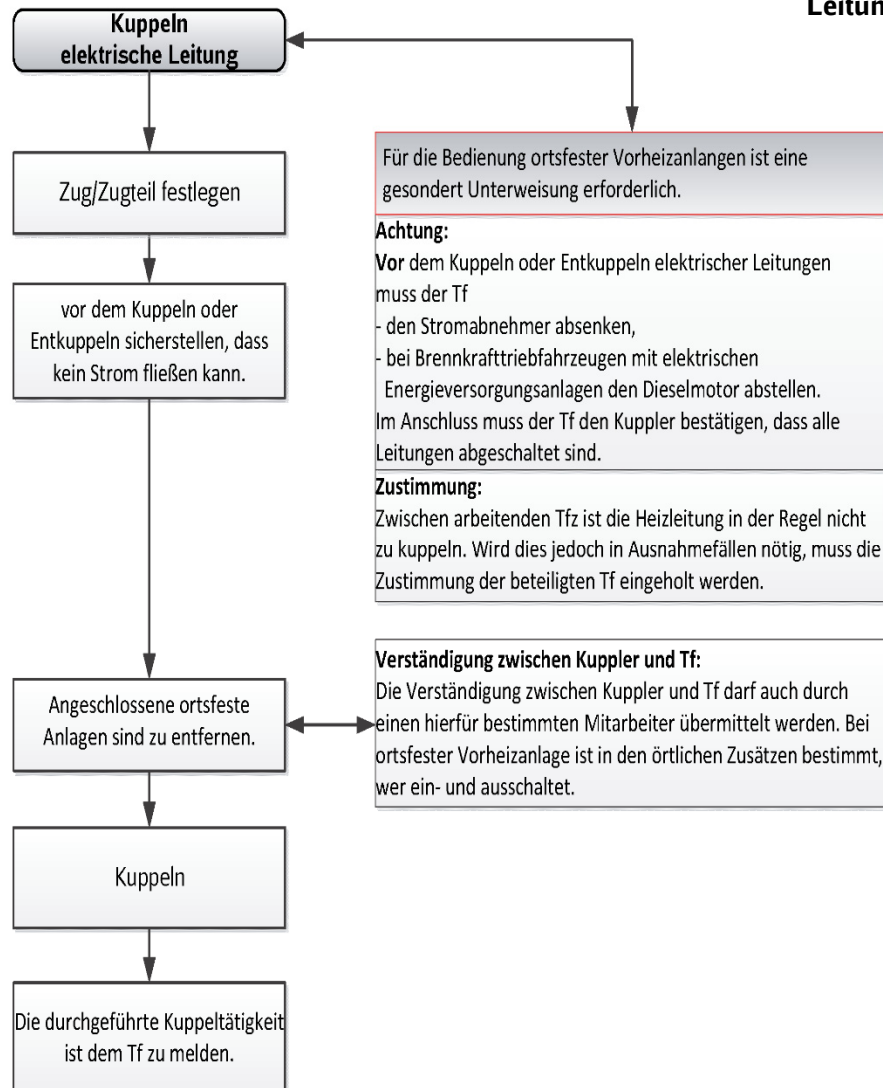 Leitun
Kuppeln
elektrische Leitung
Zug/Zugteil festlegen
vor dem Kuppeln oder
Entkuppeln sicherstellen, dass
kein Strom fließen kann.
Für die Bedienung ortsfester Vorheizanlangen ist eine
gesondert Unterweisung erforderlich.
Achtung:
Vor dem Kuppeln oder Entkuppeln elektrischer Leitungen
muss der Tf
- den Stromabnehmer absenken,
- bei Brennkrafttriebfahrzeugen mit elektrischen
Energieversorgungsanlagen den Dieselmotor abstellen.
Im Anschluss muss der Tf den Kuppler bestätigen, dass alle
Leitungen abgeschaltet sind.
Zustimmung:
Zwischen arbeitenden Tfz ist die Heizleitung in der Regel nicht
zu kuppeln. Wird dies jedoch in Ausnahmefällen nötig, muss die
Zustimmung der beteiligten Tf eingeholt werden.
Angeschlossene ortsfeste
Anlagen sind zu entfernen.
Verständigung zwischen Kuppler und Tf:
Die Verständigung zwischen Kuppler und Tf darf auch durch
einen hierfür bestimmten Mitarbeiter übermittelt werden. Bei
ortsfester Vorheizanlage ist in den örtlichen Zusätzen bestimmt,
wer ein- und ausschaltet.
Kuppeln
Die durchgeführte Kuppeltätigkeit
ist dem Tf zu melden.